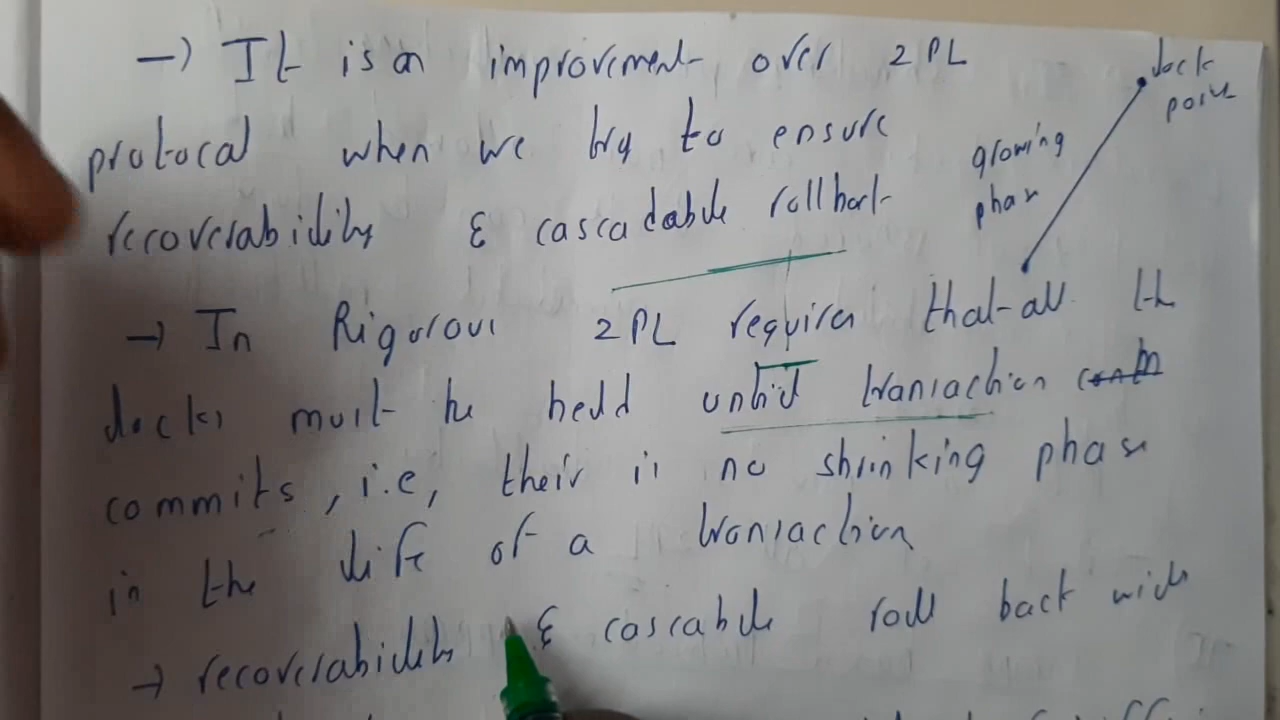 → It is an improvement over 2PL
protocal when we try to ensure
recoverability & cascadable rollback
growing
phase
lock
point
→ In Rigorous 2PL requires that all the
locks must be held until transaction
commits, i.e, their is no shrinking phase
in the life of a transaction
→ recoverability & cascable roll back will